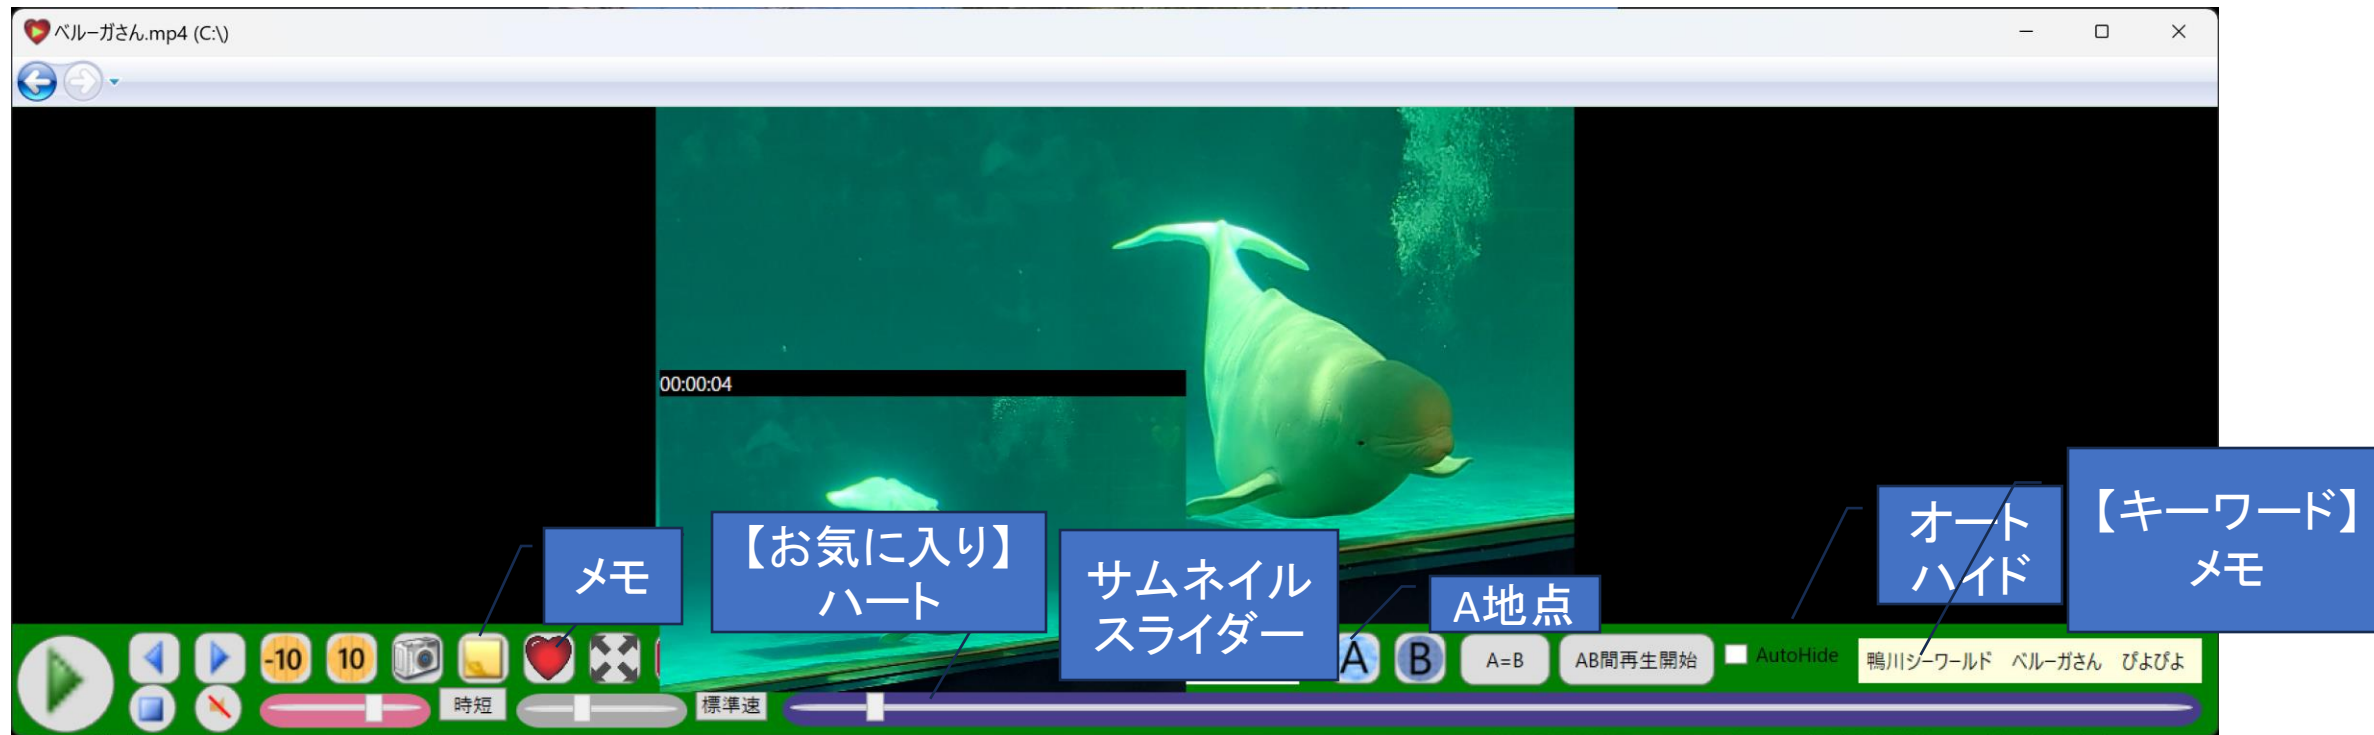 ベルーガさん.mp4 (C:\)
00:00:04
メモ
【お気に入り】
ハート
サムネイル
スライダー
A地点
オート
ハイド
【キーワード】
メモ
-10
10
A
B
A=B
AB間再生開始
AutoHide
鴨川シーワールド ベルーガさん ぴよぴよ
時短
標準速